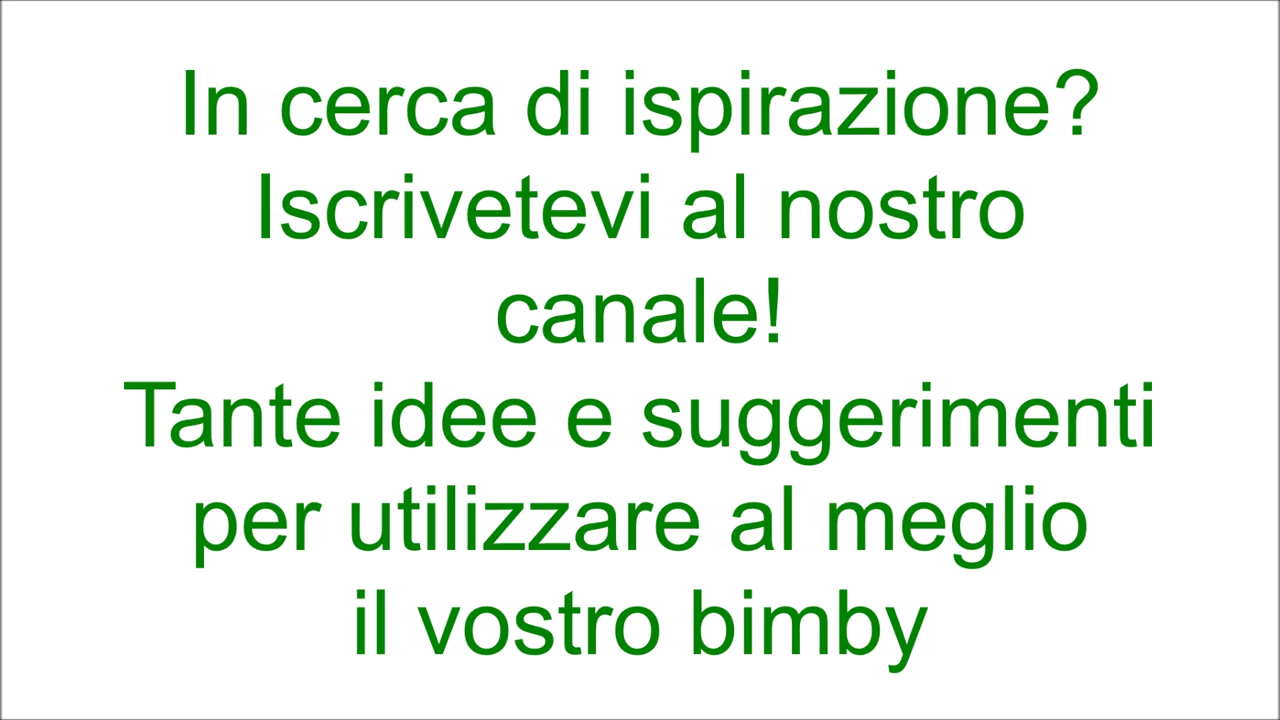 In cerca di ispirazione?
Iscrivetevi al nostro
canale!
Tante idee e suggerimenti
per utilizzare al meglio
il vostro bimby